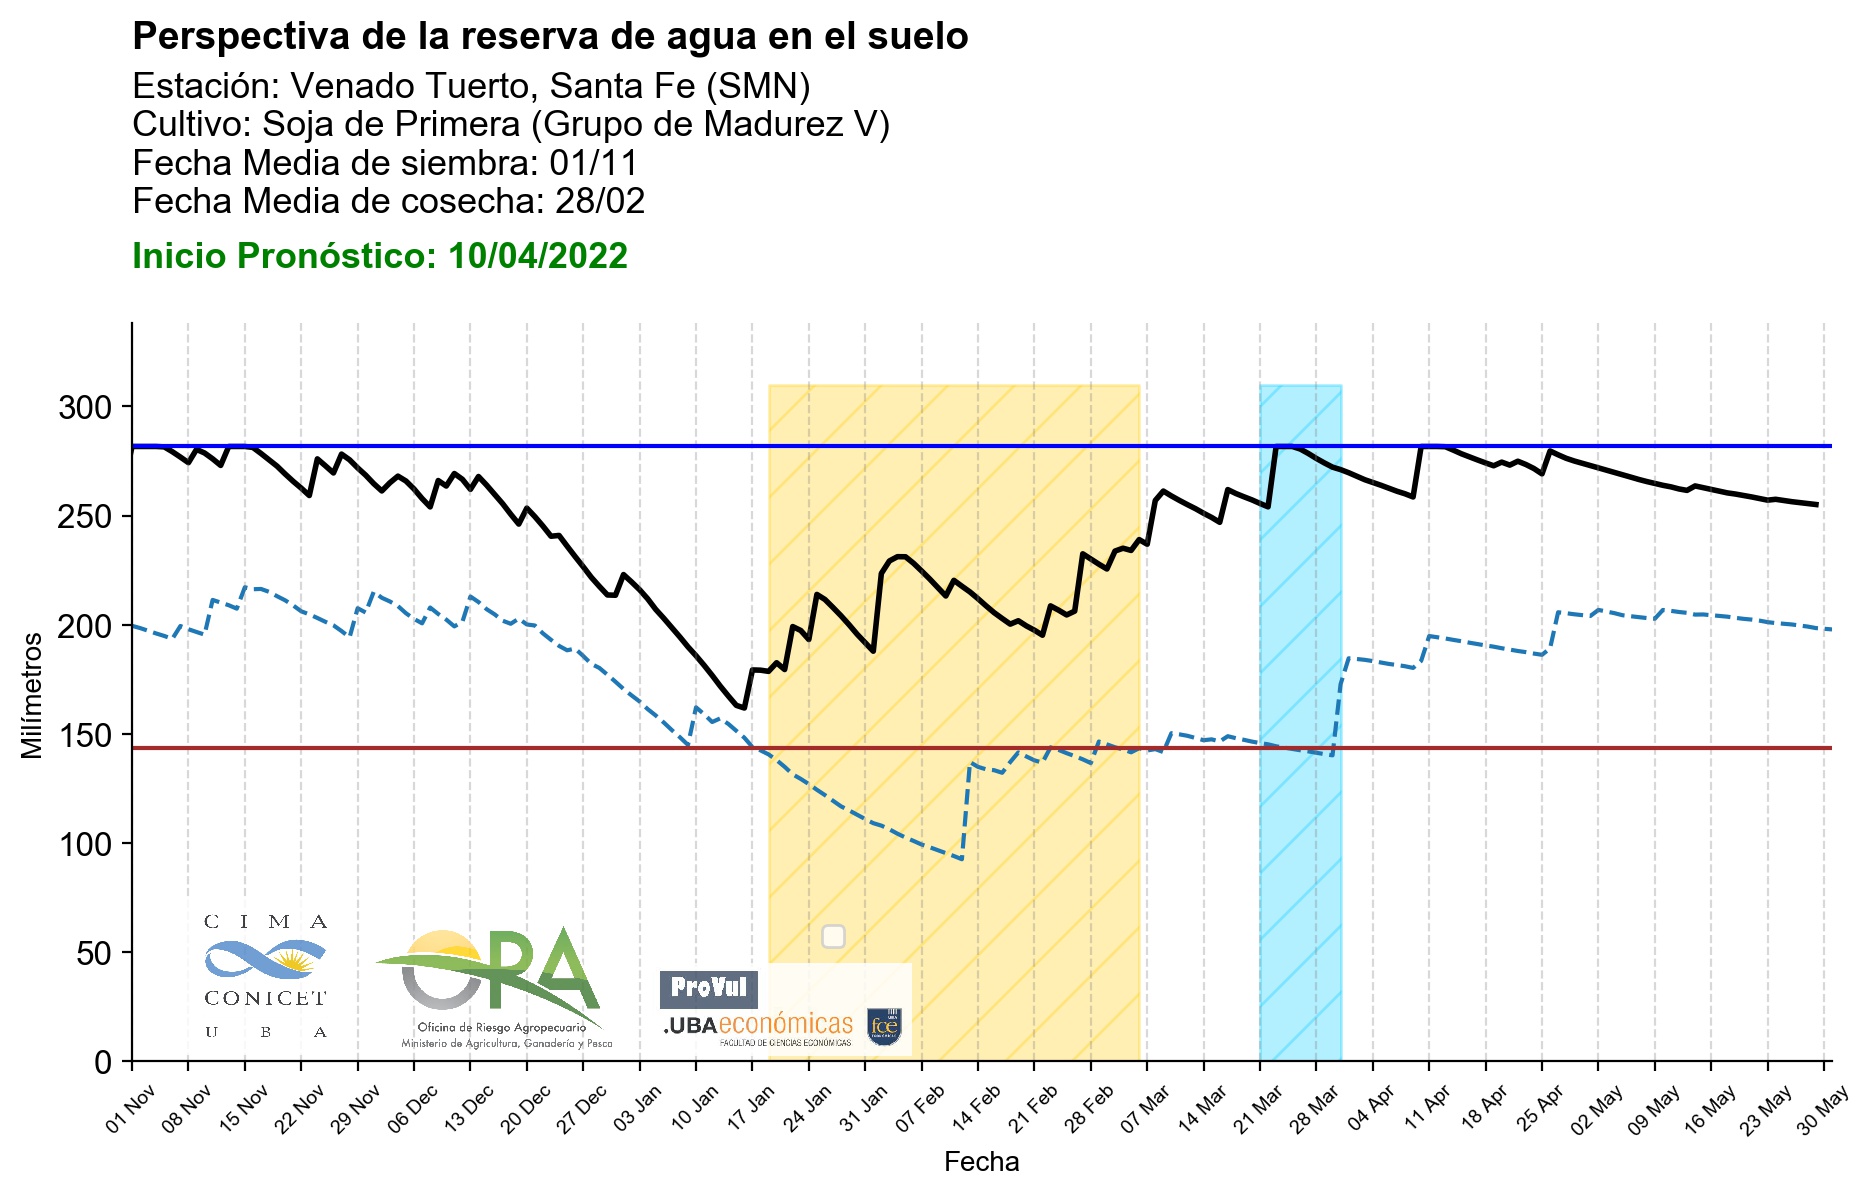 Perspectiva de la reserva de agua en el suelo
Estación: Venado Tuerto, Santa Fe (SMN)
Cultivo: Soja de Primera (Grupo de Madurez V)
Fecha Media de siembra: 01/11
Fecha Media de cosecha: 28/02
Inicio Pronóstico: 10/04/2022
Milímetros
300
250
200
150
100
50
0
CIMA
CONICET
UBA
ORA
Oficina de Riesgo Agropecuario
Ministerio de Agricultura, Ganadería y Pesca
ProVul
.UBAeconómicas
FACULTAD DE CIENCIAS ECONÓMICAS
UBA
fce
01 Nov
08 Nov
15 Nov
22 Nov
29 Nov
06 Dec
13 Dec
20 Dec
27 Dec
03 Jan
10 Jan
17 Jan
24 Jan
31 Jan
07 Feb
14 Feb
21 Feb
28 Feb
07 Mar
14 Mar
21 Mar
28 Mar
04 Apr
11 Apr
18 Apr
25 Apr
02 May
09 May
16 May
23 May
30 May
Fecha